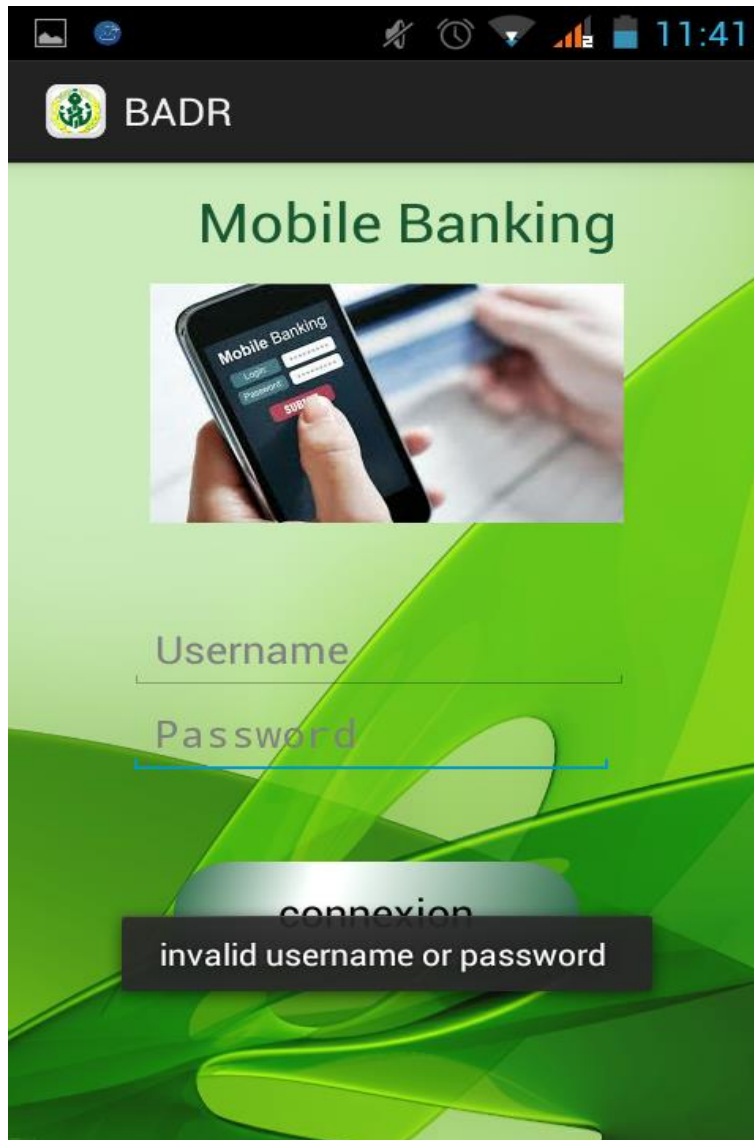 11:41
BADR
Mobile Banking
Mobile Banking
Login:
Password:
SUBMIT
Username
Password
connexion
invalid username or password